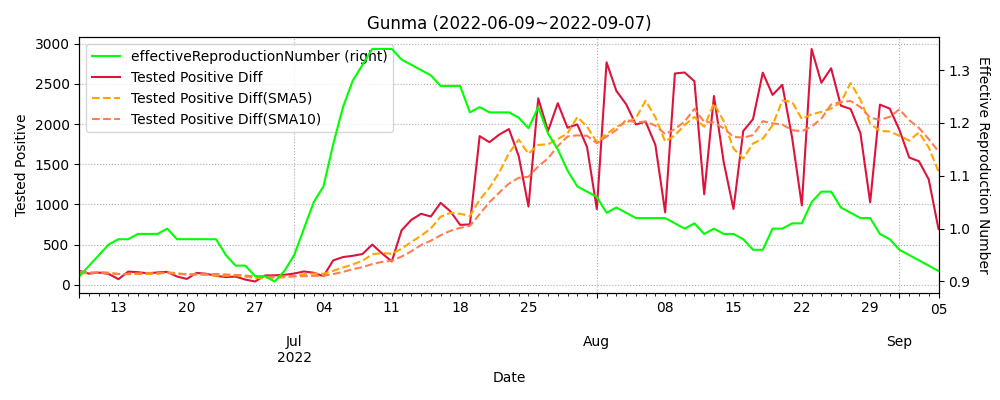 Gunma (2022-06-09~2022-09-07)
effectiveReproductionNumber (right)
Tested Positive Diff
Tested Positive Diff(SMA5)
Tested Positive Diff(SMA10)
Tested Positive
3000
2500
2000
1500
1000
500
0
Effective Reproduction Number
1.3
1.2
1.1
1.0
0.9
13 20 27 04 11 18 25 08 15 22 29 05
Jul Aug Sep
2022
Date